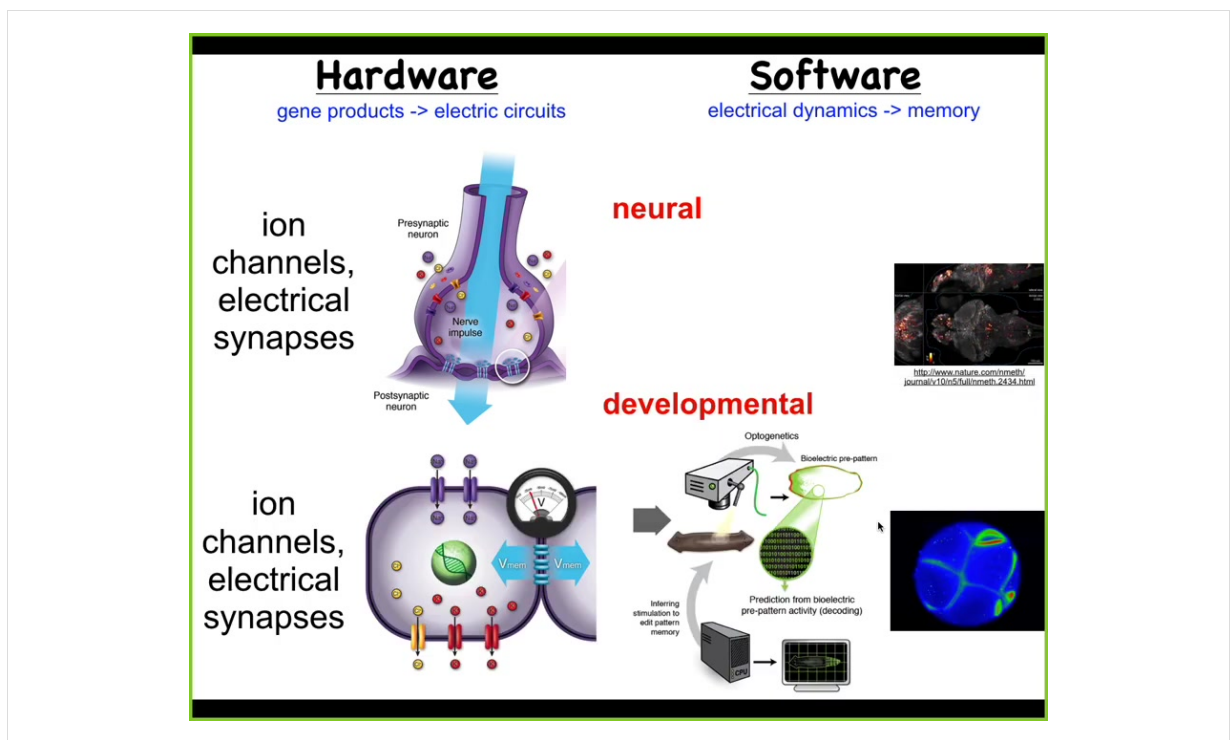 Hardware
gene products -> electric circuits
Software
electrical dynamics -> memory
ion
channels,
electrical
synapses
Presynaptic
neuron
Nerve
impulse
Postsynaptic
neuron
neural
http://www.nature.com/nmeth/
journal/v10/n5/full/nmeth.2434.html
developmental
ion
channels,
electrical
synapses
V
Vmem
Vmem
Optogenetics
Bioelectric pre-pattern
Prediction from bioelectric
pre-pattern activity (decoding)
Inferring
stimulation to
edit pattern
memory
CPU